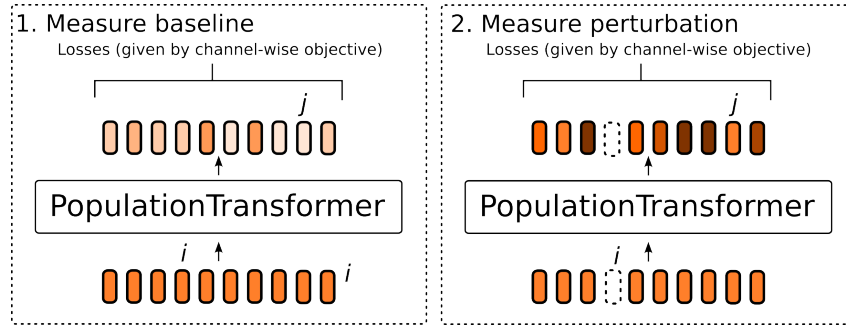 1. Measure baseline
Losses (given by channel-wise objective)
j
PopulationTransformer
i
i
2. Measure perturbation
Losses (given by channel-wise objective)
j
PopulationTransformer
i